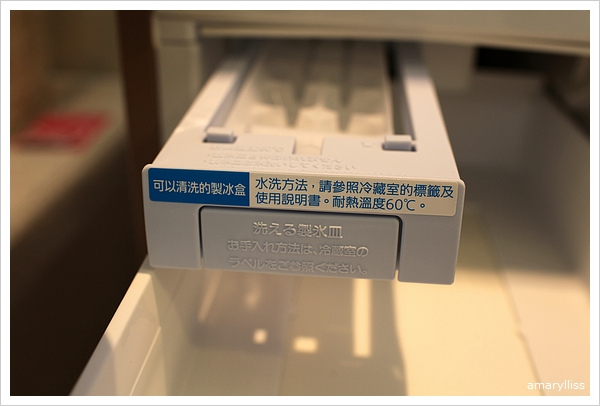 可以清洗的製冰盒
水洗方法，請參照冷藏室的標籤及
使用說明書。耐熱溫度60℃。
洗える製氷皿
お手入れ方法は、冷蔵室の
ラベルをご覧ください。
amarylliss